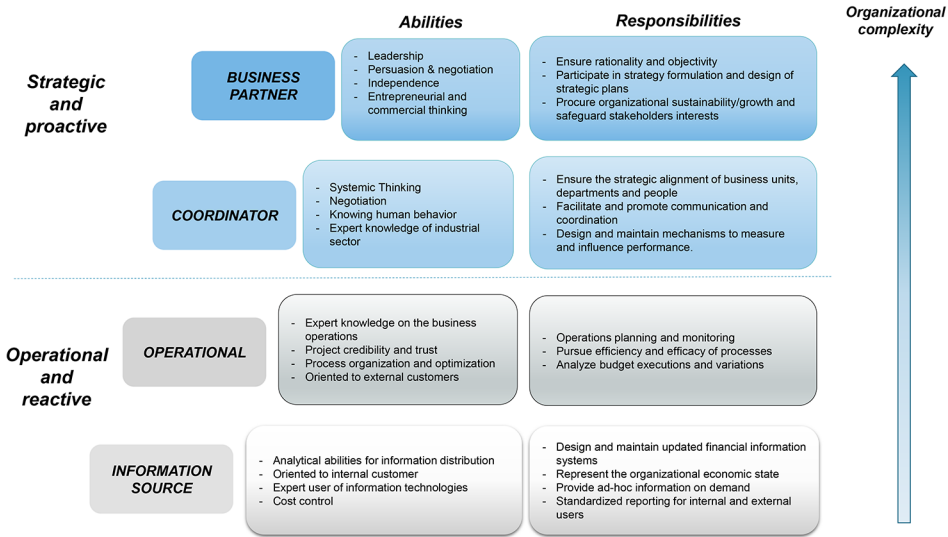 Abilities
Responsibilities
Organizational
complexity
Strategic
and
proactive
BUSINESS
PARTNER
- Leadership
- Persuasion & negotiation
- Independence
- Entrepreneurial and
commercial thinking
- Ensure rationality and objectivity
- Participate in strategy formulation and design of
strategic plans
- Procure organizational sustainability/growth and
safeguard stakeholders interests
COORDINATOR
- Systemic Thinking
- Negotiation
- Knowing human behavior
- Expert knowledge of industrial
sector
- Ensure the strategic alignment of business units,
departments and people
- Facilitate and promote communication and
coordination
- Design and maintain mechanisms to measure
and influence performance.
Operational
and
reactive
OPERATIONAL
- Expert knowledge on the business
operations
- Project credibility and trust
- Process organization and optimization
- Oriented to external customers
- Operations planning and monitoring
- Pursue efficiency and efficacy of processes
- Analyze budget executions and variations
INFORMATION
SOURCE
- Analytical abilities for information distribution
- Oriented to internal customer
- Expert user of information technologies
- Cost control
- Design and maintain updated financial information
systems
- Represent the organizational economic state
- Provide ad-hoc information on demand
- Standardized reporting for internal and external
users